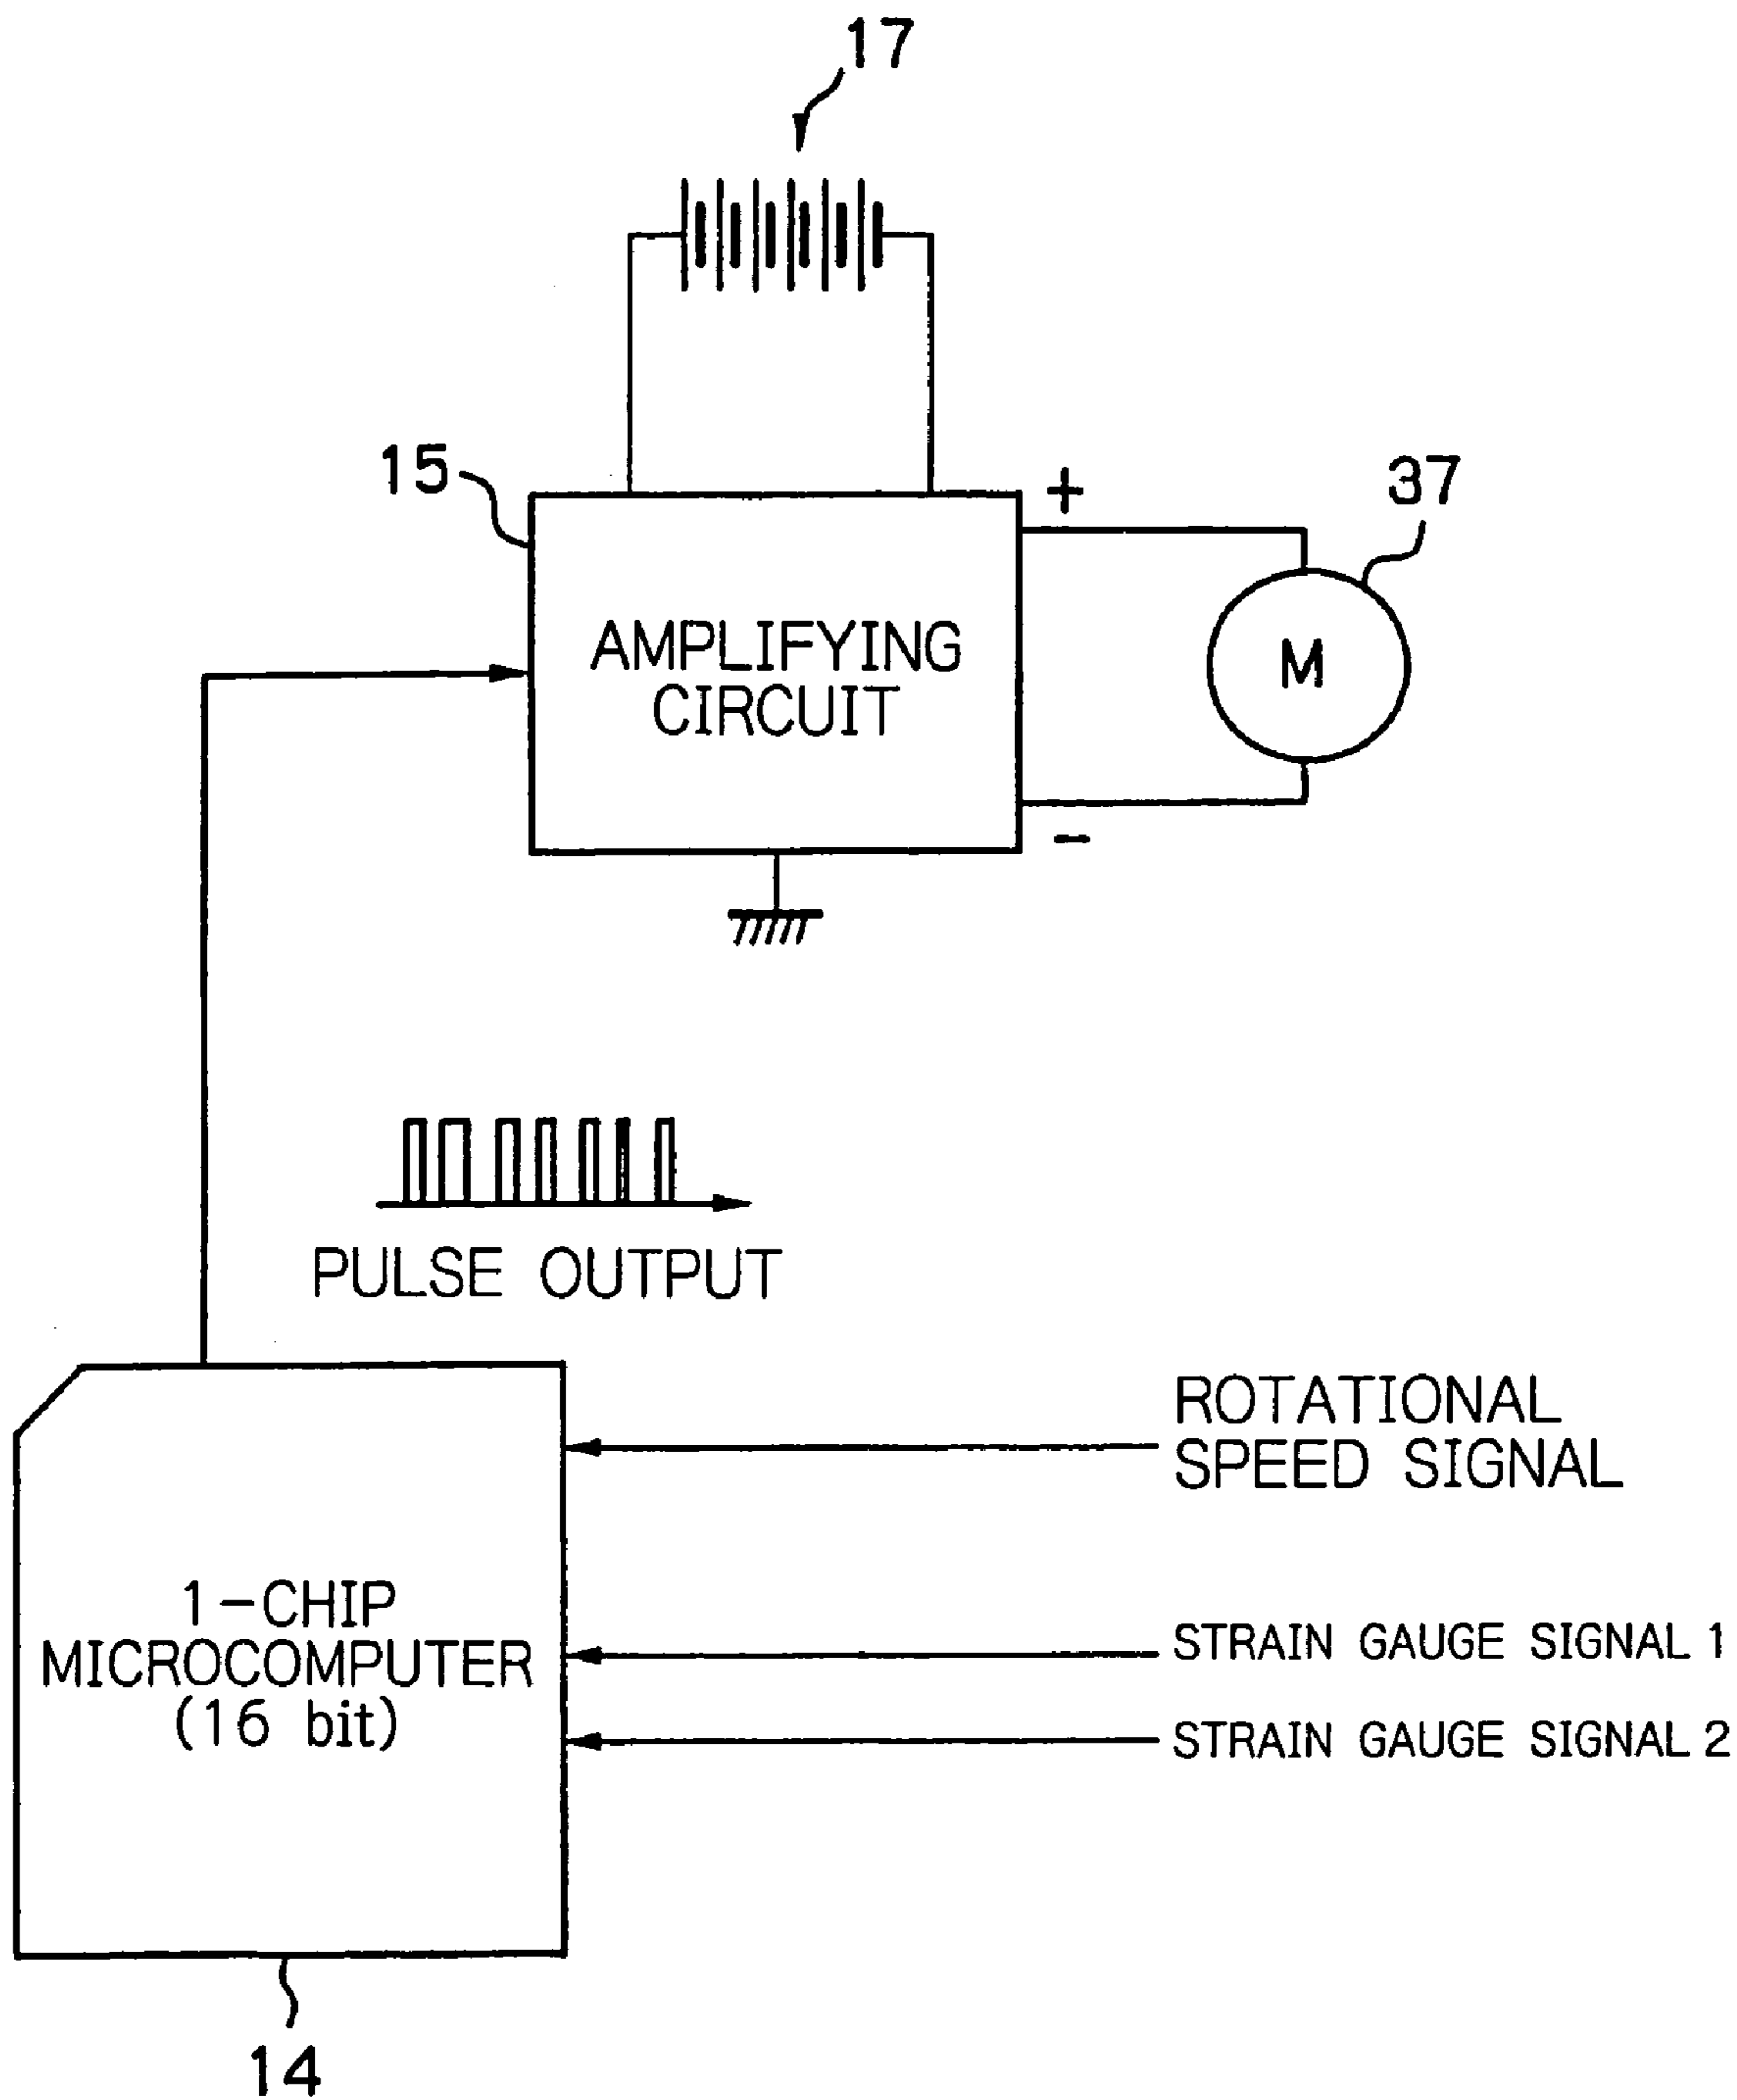 17
15
+
37
AMPLIFYING
CIRCUIT
M
-
PULSE OUTPUT
ROTATIONAL
SPEED SIGNAL
1-CHIP
MICROCOMPUTER
(16 bit)
STRAIN GAUGE SIGNAL 1
STRAIN GAUGE SIGNAL 2
14